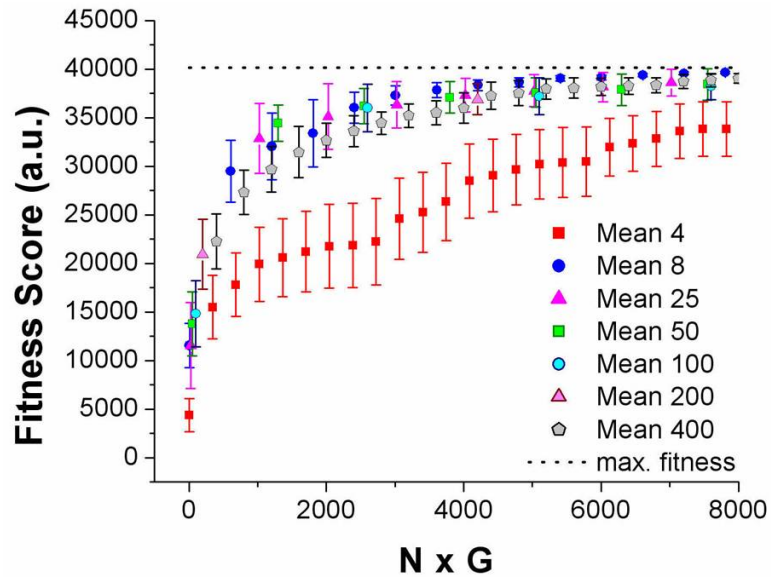 45000
40000
35000
30000
25000
20000
15000
10000
5000
0
Fitness Score (a.u.)
Mean 4
Mean 8
Mean 25
Mean 50
Mean 100
Mean 200
Mean 400
max. fitness
0 2000 4000 6000 8000
N x G